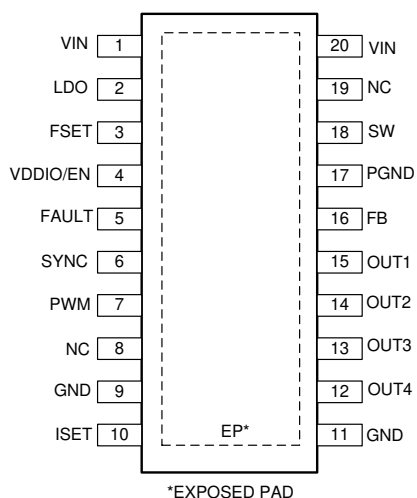 VIN 1 20 VIN
LDO 2 19 NC
FSET 3 18 SW
VDDIO/EN 4 17 PGND
FAULT 5 16 FB
SYNC 6 15 OUT1
PWM 7 14 OUT2
NC 8 13 OUT3
GND 9 12 OUT4
ISET 10 EP* 11 GND
*EXPOSED PAD